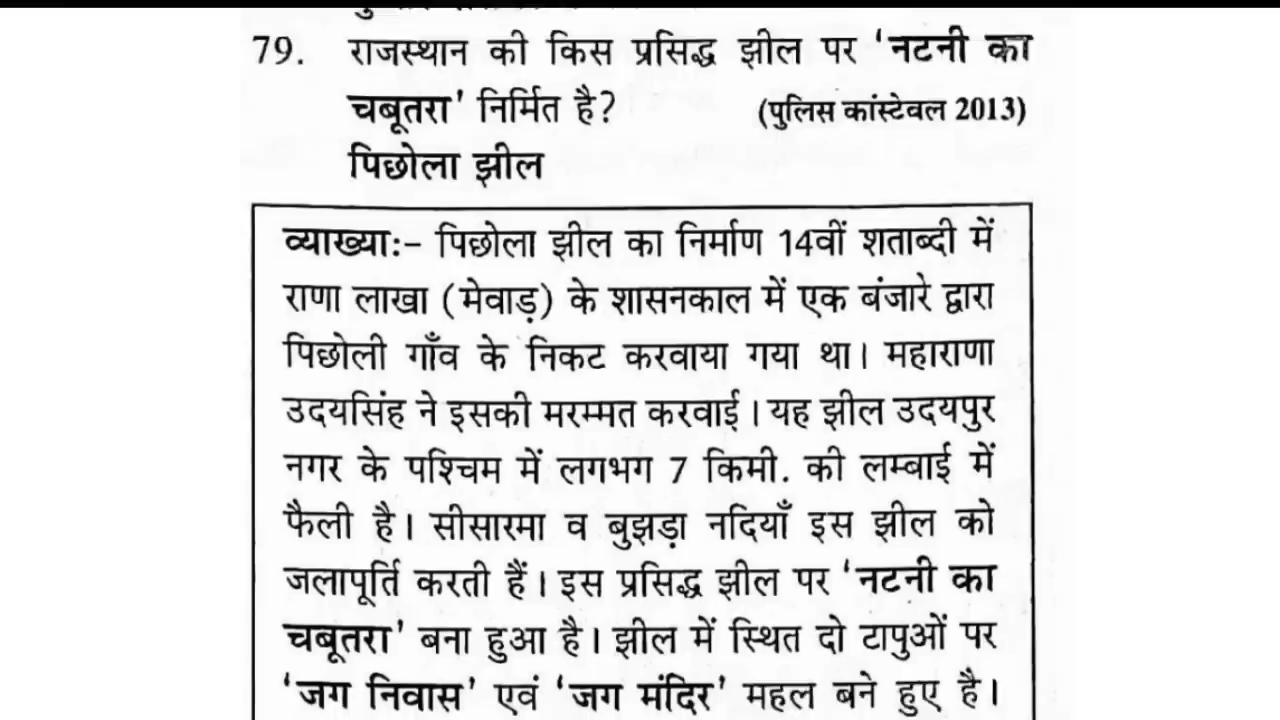 79. राजस्थान की किस प्रसिद्ध झील पर 'नटनी का
चबूतरा' निर्मित है? (पुलिस कांस्टेवल 2013)
पिछोला झील
व्याख्या:- पिछोला झील का निर्माण 14वीं शताब्दी में
राणा लाखा (मेवाड़) के शासनकाल में एक बंजारे द्वारा
पिछोली गाँव के निकट करवाया गया था। महाराणा
उदयसिंह ने इसकी मरम्मत करवाई। यह झील उदयपुर
नगर के पश्चिम में लगभग 7 किमी. की लम्बाई में
फैली है। सीसारमा व बुझड़ा नदियाँ इस झील को
जलापूर्ति करती हैं। इस प्रसिद्ध झील पर 'नटनी का
चबूतरा' बना हुआ है। झील में स्थित दो टापुओं पर
'जग निवास' एवं 'जग मंदिर' महल बने हुए है।